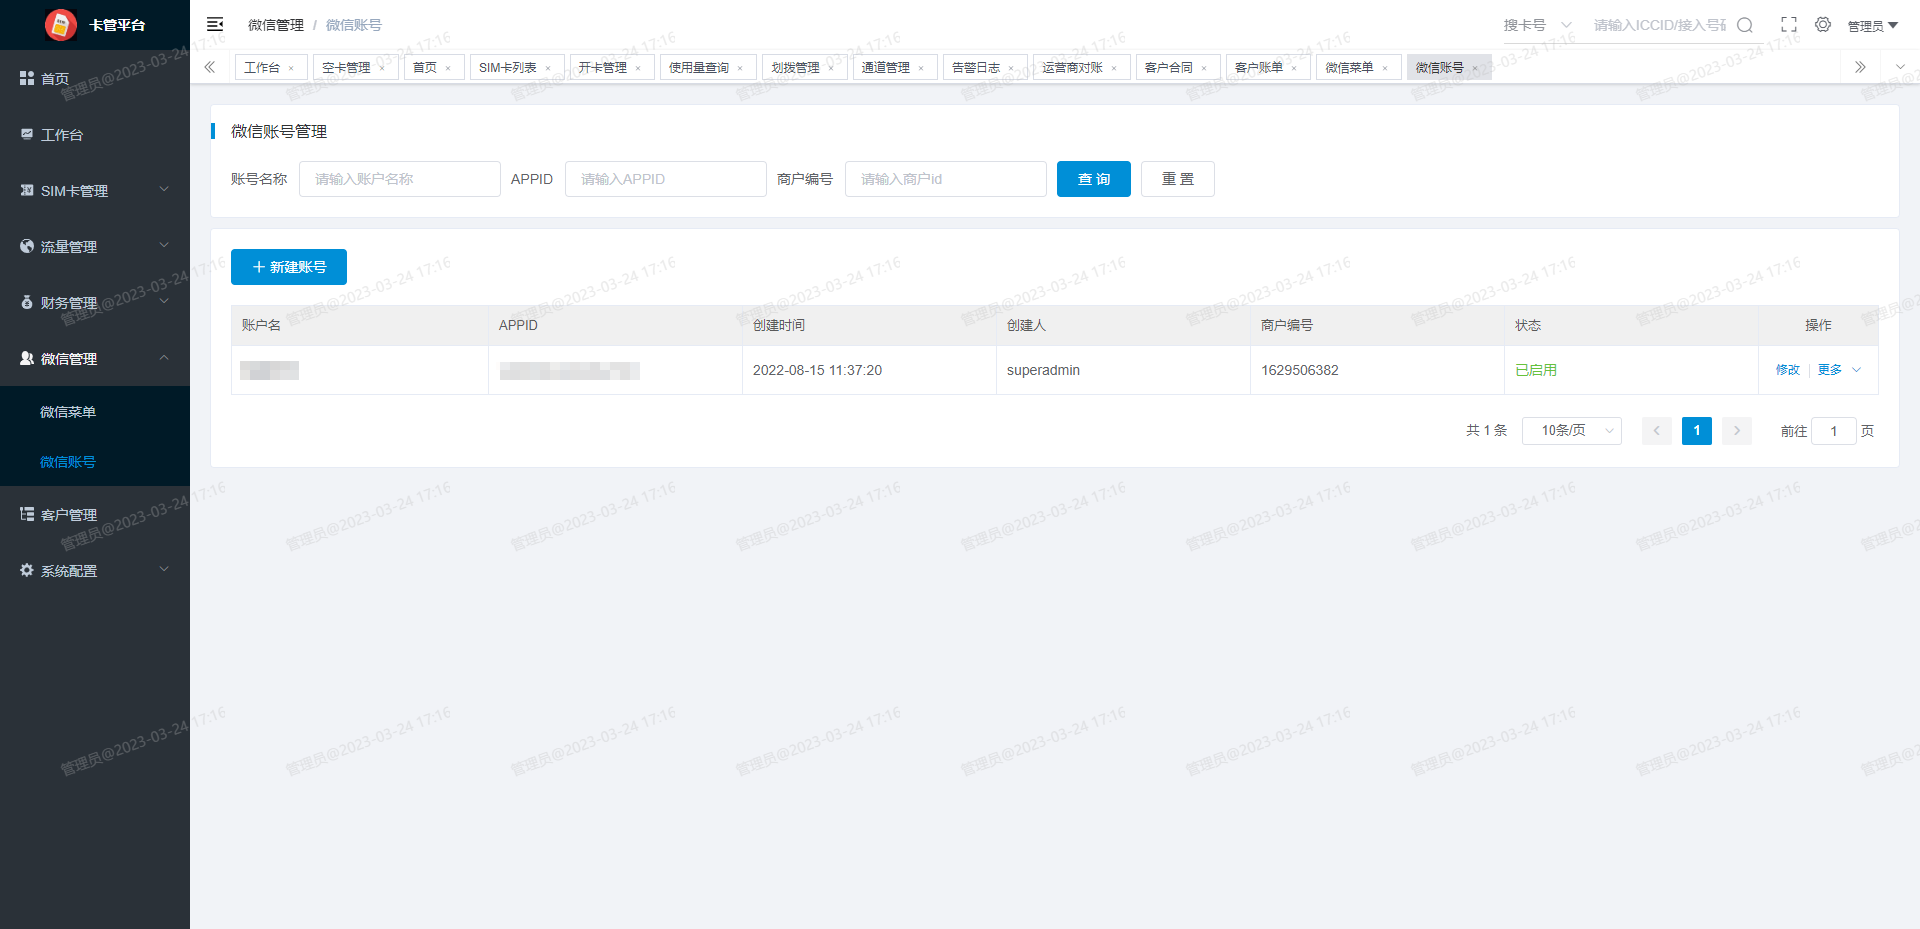 卡管平台
微信管理 / 微信账号
搜卡号 请输入ICCID/接入号码
管理员
工作台 × 空卡管理 × 首页 × SIM卡列表 × 开卡管理 × 使用量查询 × 划拨管理 × 通道管理 × 告警日志 × 运营商对账 × 客户合同 × 客户账单 × 微信菜单 × 微信账号 ×
首页
工作台
SIM卡管理
流量管理
财务管理
微信管理
微信菜单
微信账号
客户管理
系统配置
微信账号管理
账号名称 请输入账户名称 APPID 请输入APPID 商户编号 请输入商户id 查 询 重 置
+ 新建账号
账户名 APPID 创建时间 创建人 商户编号 状态 操作
2022-08-15 11:37:20 superadmin 1629506382 已启用 修改 更多
共 1 条 10条/页 1 前往 1 页
管理员@2023-03-24 17:16